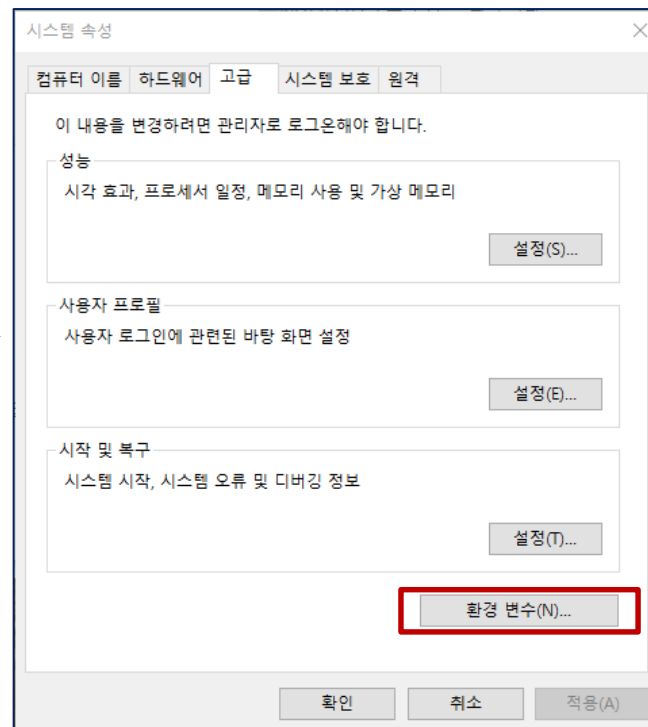 시스템 속성
컴퓨터 이름 하드웨어 고급 시스템 보호 원격
이 내용을 변경하려면 관리자로 로그온해야 합니다.
성능
시각 효과, 프로세서 일정, 메모리 사용 및 가상 메모리
설정(S)...
사용자 프로필
사용자 로그인에 관련된 바탕 화면 설정
설정(E)...
시작 및 복구
시스템 시작, 시스템 오류 및 디버깅 정보
설정(T)...
환경 변수(N)...
확인 취소 적용(A)